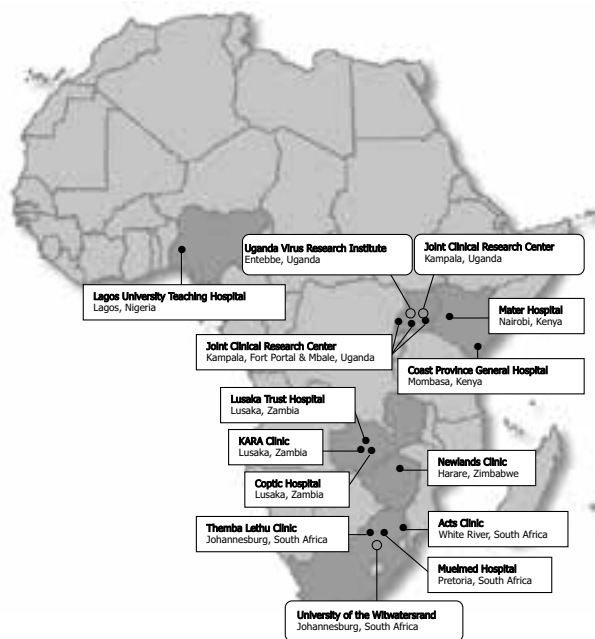 Uganda Virus Research Institute
Entebbe, Uganda
Joint Clinical Research Center
Kampala, Uganda
Lagos University Teaching Hospital
Lagos, Nigeria
Mater Hospital
Nairobi, Kenya
Joint Clinical Research Center
Kampala, Fort Portal & Mbale, Uganda
Coast Province General Hospital
Mombasa, Kenya
Lusaka Trust Hospital
Lusaka, Zambia
KARA Clinic
Lusaka, Zambia
Newlands Clinic
Harare, Zimbabwe
Coptic Hospital
Lusaka, Zambia
Themba Lethu Clinic
Johannesburg, South Africa
Acts Clinic
White River, South Africa
Muelmed Hospital
Pretoria, South Africa
University of the Witwatersrand
Johannesburg, South Africa